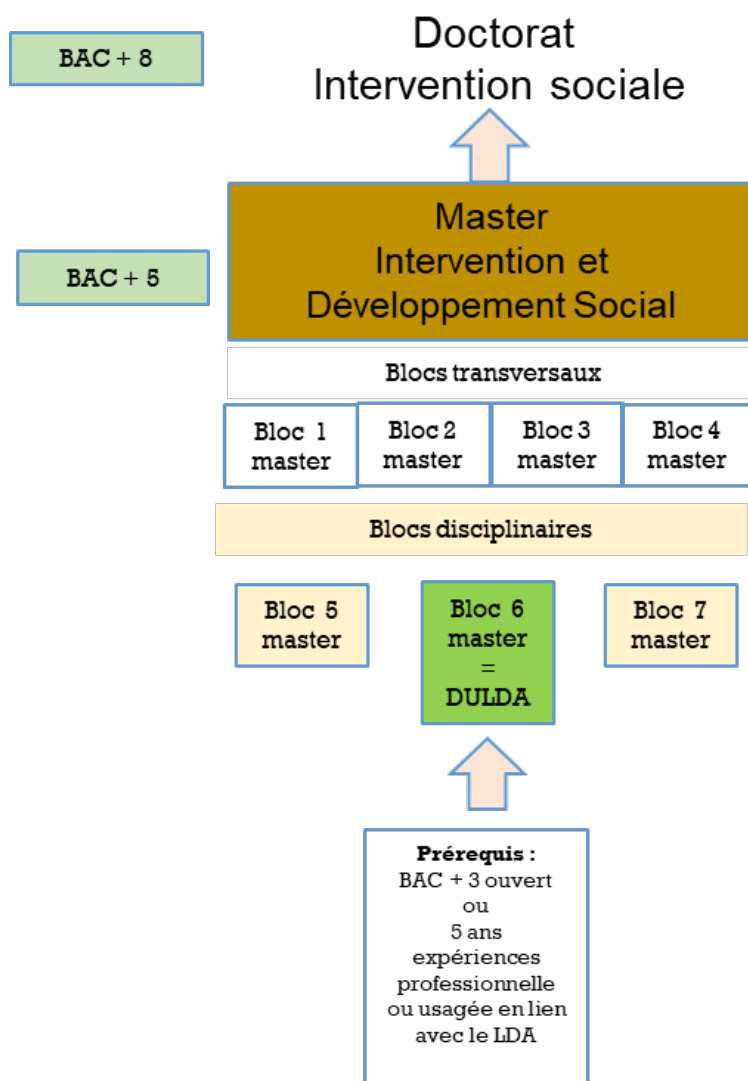 BAC + 8
Doctorat
Intervention sociale
BAC + 5
Master
Intervention et
Développement Social
Blocs transversaux
Bloc 1
master
Bloc 2
master
Bloc 3
master
Bloc 4
master
Blocs disciplinaires
Bloc 5
master
Bloc 6
master
=
DULDA
Bloc 7
master
Prérequis :
BAC + 3 ouvert
ou
5 ans
expériences
professionnelle
ou usagée en lien
avec le LDA